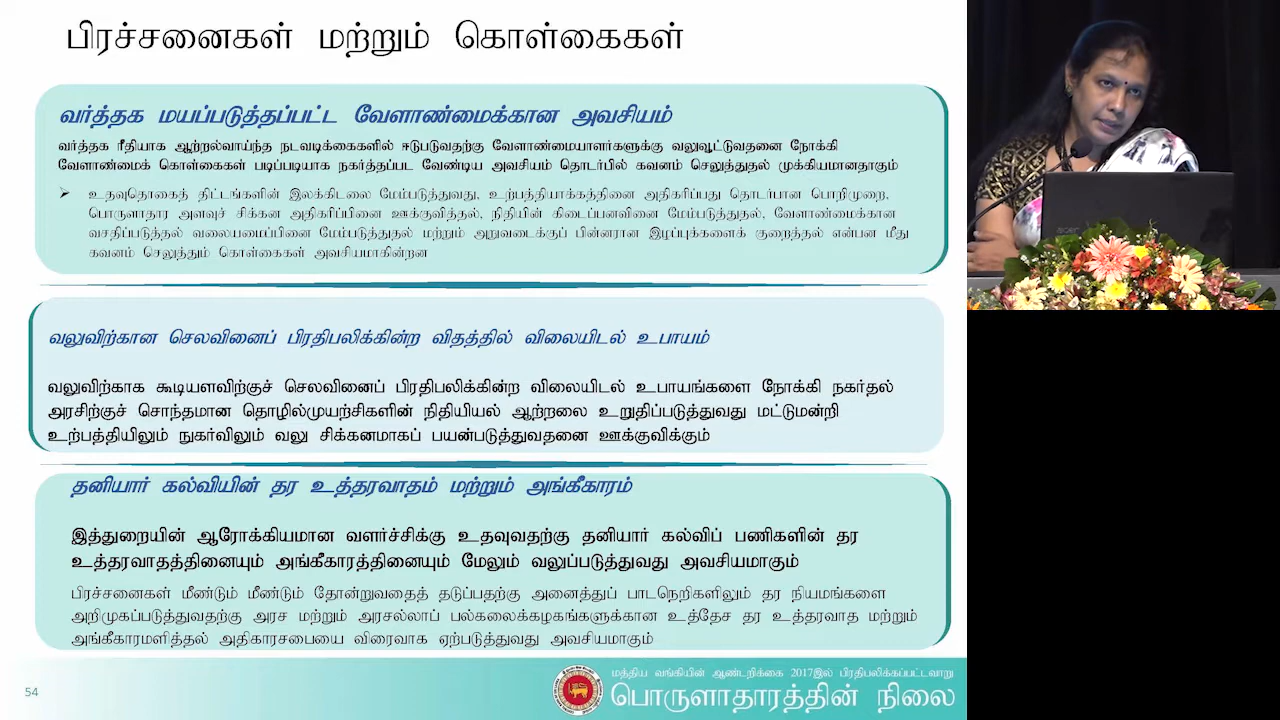 பிரச்சனைகள் மற்றும் கொள்கைகள்
வர்த்தக மயப்படுத்தப்பட்ட வேளாண்மைக்கான அவசியம்
வர்த்தக ரீதியாக ஆற்றல்வாய்ந்த நடவடிக்கைகளில் ஈடுபடுவதற்கு வேளாண்மையாளர்களுக்கு வலுவூட்டுவதனை நோக்கி
வேளாண்மைக் கொள்கைகள் படிப்படியாக நகர்த்தப்பட வேண்டிய அவசியம் தொடர்பில் கவனம் செலுத்துதல் முக்கியமானதாகும்
➢ உதவுதொகைத் திட்டங்களின் இலக்கிடலை மேம்படுத்துவது, உற்பத்தியாக்கத்தினை அதிகரிப்பது தொடர்பான பொறிமுறை,
பொருளாதார அளவுச் சிக்கன அதிகரிப்பினை ஊக்குவித்தல், நிதியின் கிடைப்பனவினை மேம்படுத்துதல், வேளாண்மைக்கான
வசதிப்படுத்தல் வலையமைப்பினை மேம்படுத்துதல் மற்றும் அறுவடைக்குப் பின்னரான இழப்புக்களைக் குறைத்தல் என்பன மீது
கவனம் செலுத்தும் கொள்கைகள் அவசியமாகின்றன
வலுவிற்கான செலவினைப் பிரதிபலிக்கின்ற விதத்தில் விலையிடல் உபாயம்
வலுவிற்காக கூடியளவிற்குச் செலவினைப் பிரதிபலிக்கின்ற விலையிடல் உபாயங்களை நோக்கி நகர்தல்
அரசிற்குச் சொந்தமான தொழில்முயற்சிகளின் நிதியியல் ஆற்றலை உறுதிப்படுத்துவது மட்டுமன்றி
உற்பத்தியிலும் நுகர்விலும் வலு சிக்கனமாகப் பயன்படுத்துவதனை ஊக்குவிக்கும்
தனியார் கல்வியின் தர உத்தரவாதம் மற்றும் அங்கீகாரம்
இத்துறையின் ஆரோக்கியமான வளர்ச்சிக்கு உதவுவதற்கு தனியார் கல்விப் பணிகளின் தர
உத்தரவாதத்தினையும் அங்கீகாரத்தினையும் மேலும் வலுப்படுத்துவது அவசியமாகும்
பிரச்சனைகள் மீண்டும் மீண்டும் தோன்றுவதைத் தடுப்பதற்கு அனைத்துப் பாடநெறிகளிலும் தர நியமங்களை
அறிமுகப்படுத்துவதற்கு அரச மற்றும் அரசல்லாப் பல்கலைக்கழகங்களுக்கான உத்தேச தர உத்தரவாத மற்றும்
அங்கீகாரமளித்தல் அதிகாரசபையை விரைவாக ஏற்படுத்துவது அவசியமாகும்
54
மத்திய வங்கியின் ஆண்டறிக்கை 2017இல் பிரதிபலிக்கப்பட்டவாறு
பொருளாதாரத்தின் நிலை
acer